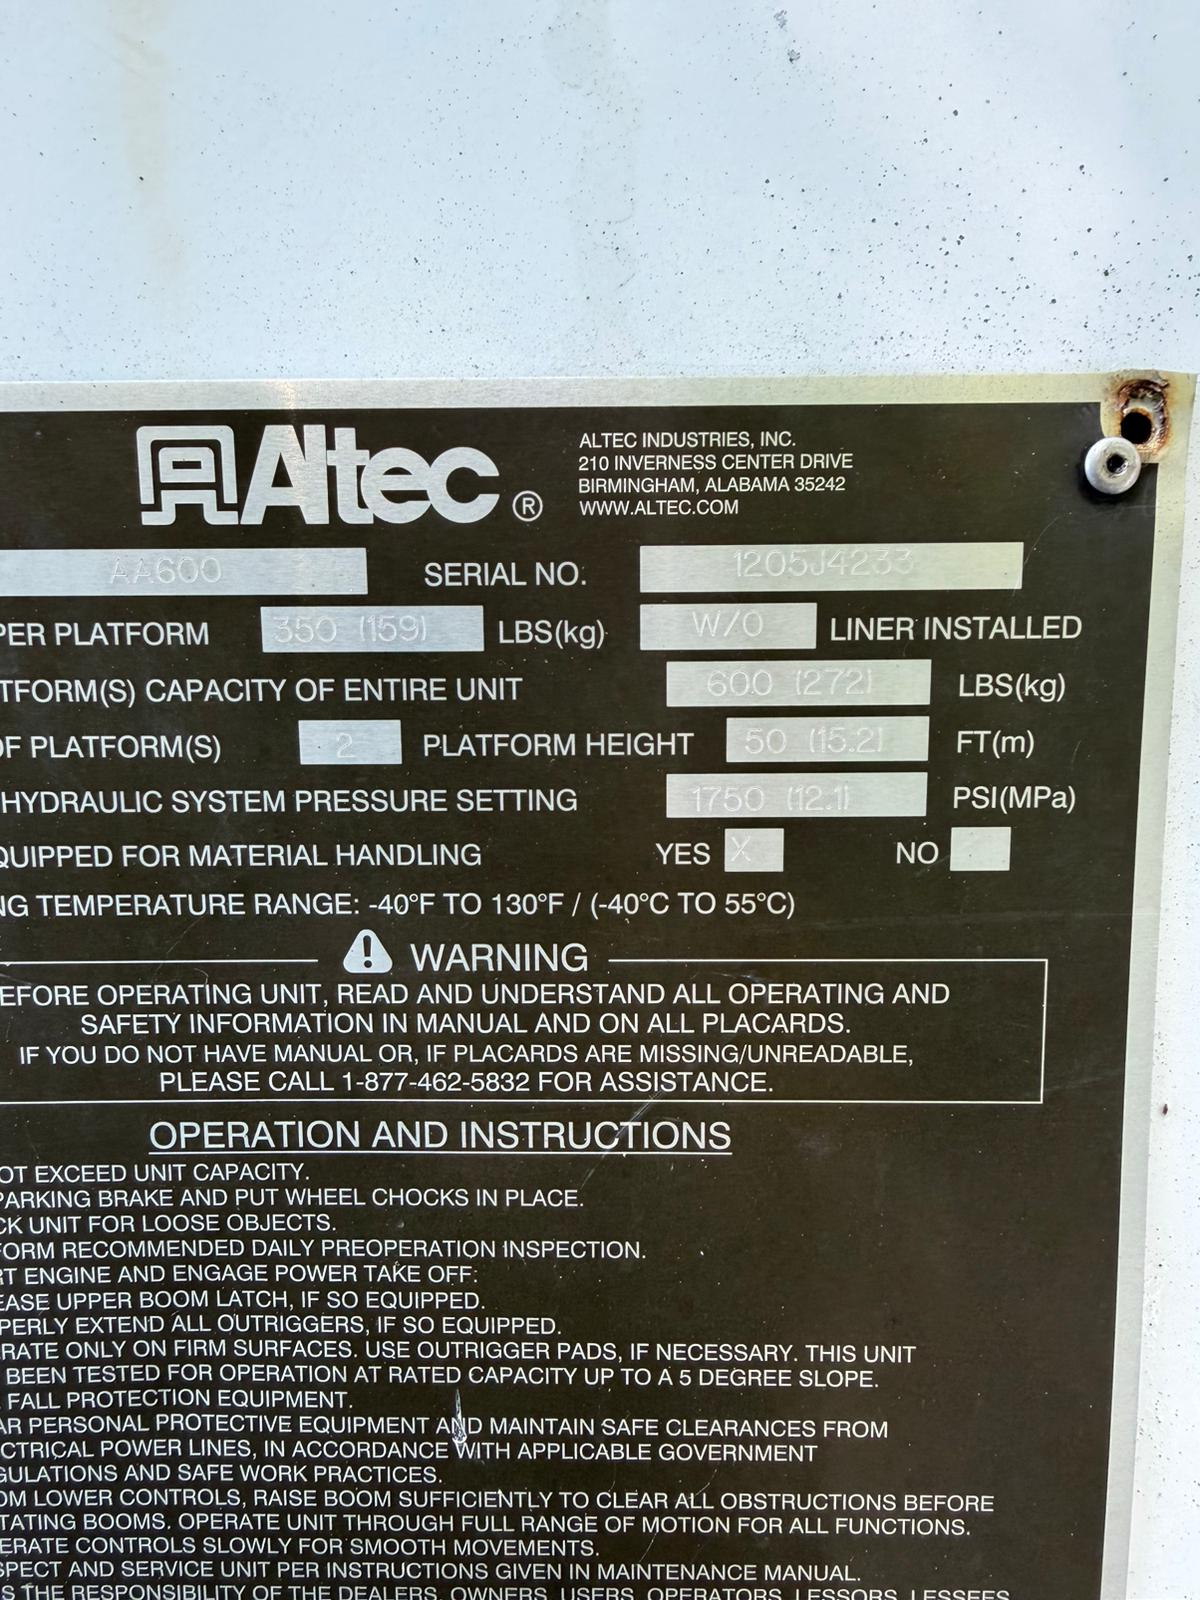 Altec®
ALTEC INDUSTRIES, INC.
210 INVERNESS CENTER DRIVE
BIRMINGHAM, ALABAMA 35242
WWW.ALTEC.COM
AA600 SERIAL NO. 1205J4233
PER PLATFORM 350 (159) LBS(kg) W/O LINER INSTALLED
TFORM(S) CAPACITY OF ENTIRE UNIT 600 (272) LBS(kg)
OF PLATFORM(S) 2 PLATFORM HEIGHT 50 (15.2) FT(m)
HYDRAULIC SYSTEM PRESSURE SETTING 1750 (12.1) PSI(MPa)
QUIPPED FOR MATERIAL HANDLING YES X NO
NG TEMPERATURE RANGE: -40°F TO 130°F / (-40°C TO 55°C)
WARNING
EFORE OPERATING UNIT, READ AND UNDERSTAND ALL OPERATING AND
SAFETY INFORMATION IN MANUAL AND ON ALL PLACARDS.
IF YOU DO NOT HAVE MANUAL OR, IF PLACARDS ARE MISSING/UNREADABLE,
PLEASE CALL 1-877-462-5832 FOR ASSISTANCE.
OPERATION AND INSTRUCTIONS
OT EXCEED UNIT CAPACITY.
PARKING BRAKE AND PUT WHEEL CHOCKS IN PLACE.
CK UNIT FOR LOOSE OBJECTS.
FORM RECOMMENDED DAILY PREOPERATION INSPECTION.
RT ENGINE AND ENGAGE POWER TAKE OFF:
EASE UPPER BOOM LATCH, IF SO EQUIPPED.
PERLY EXTEND ALL OUTRIGGERS, IF SO EQUIPPED.
RATE ONLY ON FIRM SURFACES. USE OUTRIGGER PADS, IF NECESSARY. THIS UNIT
BEEN TESTED FOR OPERATION AT RATED CAPACITY UP TO A 5 DEGREE SLOPE.
FALL PROTECTION EQUIPMENT.
AR PERSONAL PROTECTIVE EQUIPMENT AND MAINTAIN SAFE CLEARANCES FROM
CTRICAL POWER LINES, IN ACCORDANCE WITH APPLICABLE GOVERNMENT
GULATIONS AND SAFE WORK PRACTICES.
OM LOWER CONTROLS, RAISE BOOM SUFFICIENTLY TO CLEAR ALL OBSTRUCTIONS BEFORE
TATING BOOMS. OPERATE UNIT THROUGH FULL RANGE OF MOTION FOR ALL FUNCTIONS.
ERATE CONTROLS SLOWLY FOR SMOOTH MOVEMENTS.
SPECT AND SERVICE UNIT PER INSTRUCTIONS GIVEN IN MAINTENANCE MANUAL.
S THE RESPONSIBILITY OF THE DEALERS, OWNERS, USERS, OPERATORS, LESSORS, LESSEES